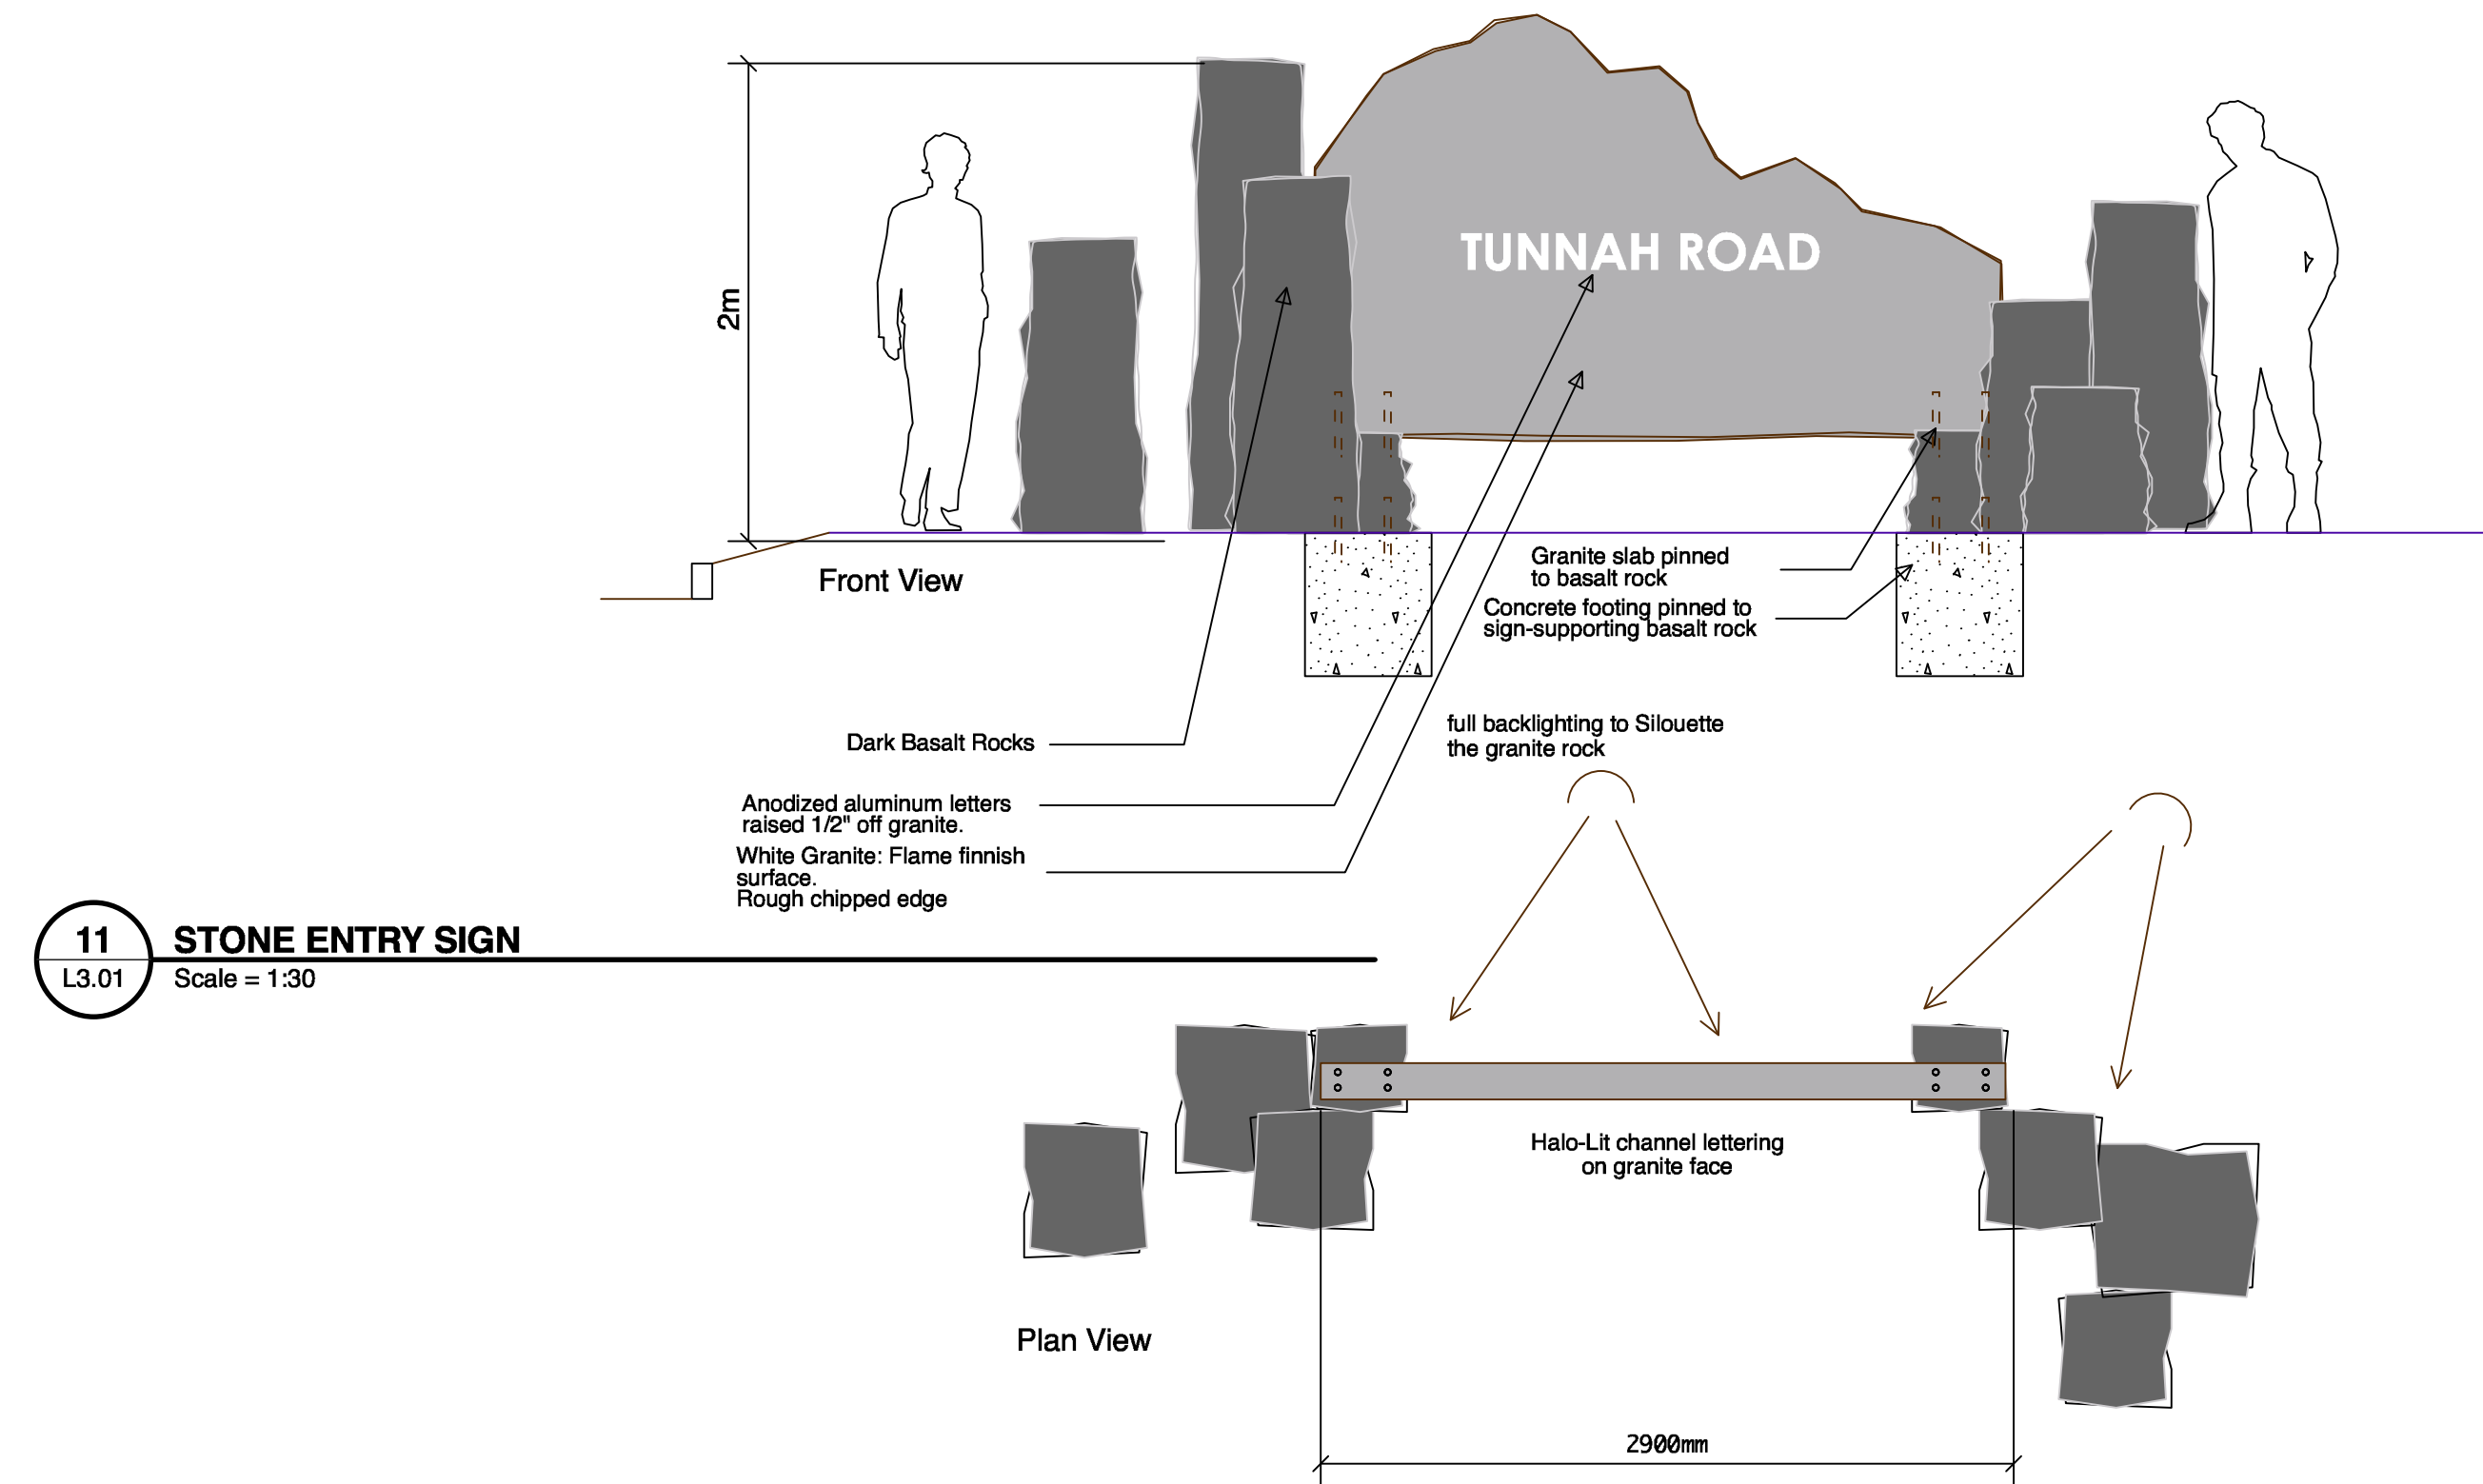 TUNNAH ROAD
2m
Front View
Granite slab pinned
to basalt rock
Concrete footing pinned to
sign-supporting basalt rock
full backlighting to Silouette
the granite rock
Dark Basalt Rocks
Anodized aluminum letters
raised 1/2" off granite.
White Granite: Flame finnish
surface.
Rough chipped edge
11
L3.01
STONE ENTRY SIGN
Scale = 1:30
Halo-Lit channel lettering
on granite face
Plan View
2900mm